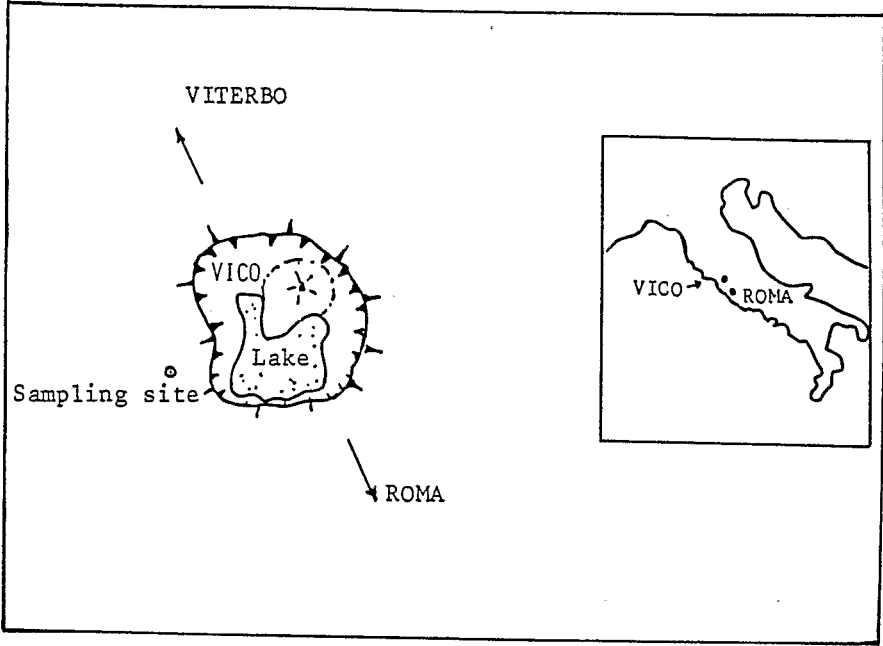 VITERBO
VICO
Lake
Sampling site
ROMA
VICO
ROMA